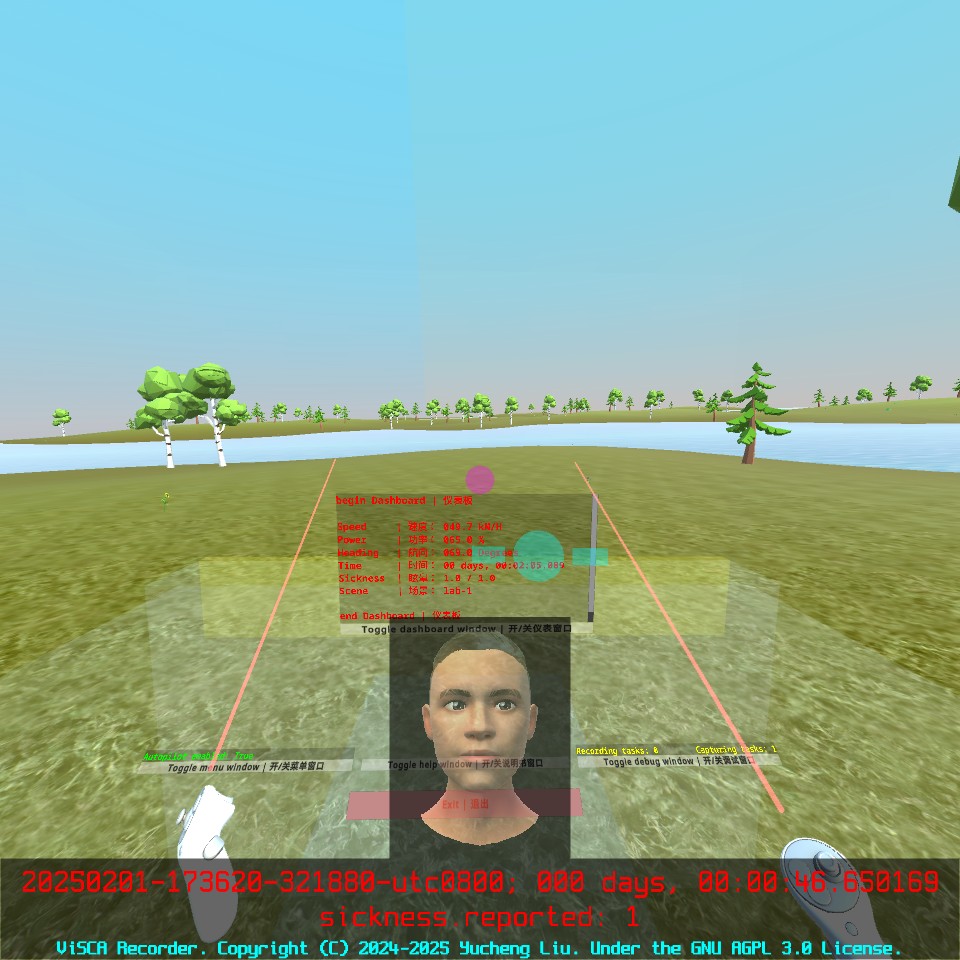 begin Dashboard | 仪表板
Speed | 速度: 049.7 kM/H
Power | 功率: 065.0 %
Heading | 航向: 069.0 Degrees
Time | 时间: 00 days, 00:02:05.089
Sickness | 眩晕: 1.0 / 1.0
Scene | 场景: lab-1
end Dashboard | 仪表板
Toggle dashboard window | 开/关仪表窗口
Recording tasks: 0 Capturing tasks: 1
Toggle menu window | 开/关菜单窗口
Toggle help window | 开/关说明书窗口
Toggle debug window | 开/关调试窗口
Exit | 退出
20250201-173620-321880-utc0800; 000 days, 00:00:46.650169
sickness.reported: 1
ViSCA Recorder. Copyright (C) 2024-2025 Yucheng Liu. Under the GNU AGPL 3.0 License.